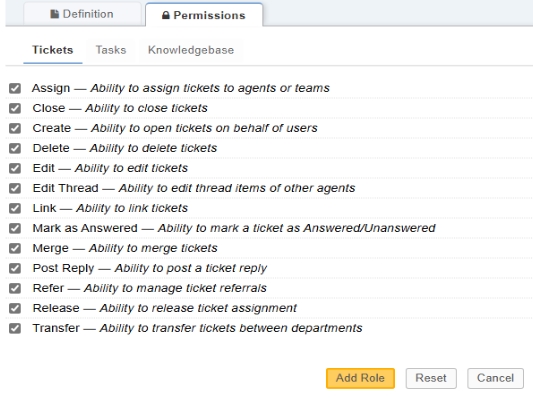 Definition
Permissions
Tickets Tasks Knowledgebase
Assign — Ability to assign tickets to agents or teams
Close — Ability to close tickets
Create — Ability to open tickets on behalf of users
Delete — Ability to delete tickets
Edit — Ability to edit tickets
Edit Thread — Ability to edit thread items of other agents
Link — Ability to link tickets
Mark as Answered — Ability to mark a ticket as Answered/Unanswered
Merge — Ability to merge tickets
Post Reply — Ability to post a ticket reply
Refer — Ability to manage ticket referrals
Release — Ability to release ticket assignment
Transfer — Ability to transfer tickets between departments
Add Role Reset Cancel